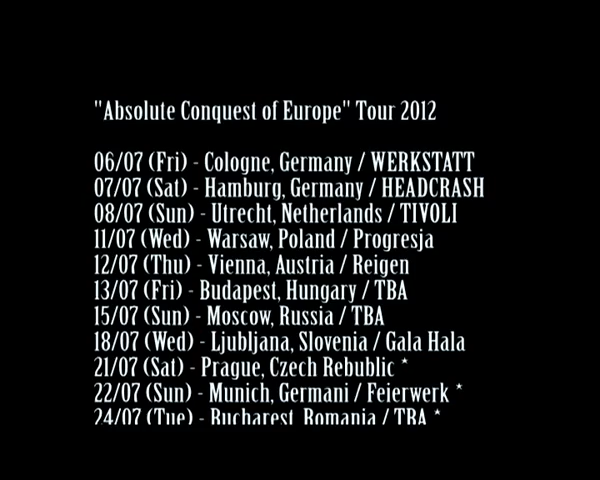 "Absolute Conquest of Europe" Tour 2012
06/07 (Fri) - Cologne, Germany / WERKSTATT
07/07 (Sat) - Hamburg, Germany / HEADCRASH
08/07 (Sun) - Utrecht, Netherlands / TIVOLI
11/07 (Wed) - Warsaw, Poland / Progresja
12/07 (Thu) - Vienna, Austria / Reigen
13/07 (Fri) - Budapest, Hungary / TBA
15/07 (Sun) - Moscow, Russia / TBA
18/07 (Wed) - Ljubljana, Slovenia / Gala Hala
21/07 (Sat) - Prague, Czech Rebublic *
22/07 (Sun) - Munich, Germani / Feierwerk *
24/07 (Tue) - Bucharest, Romania / TBA *